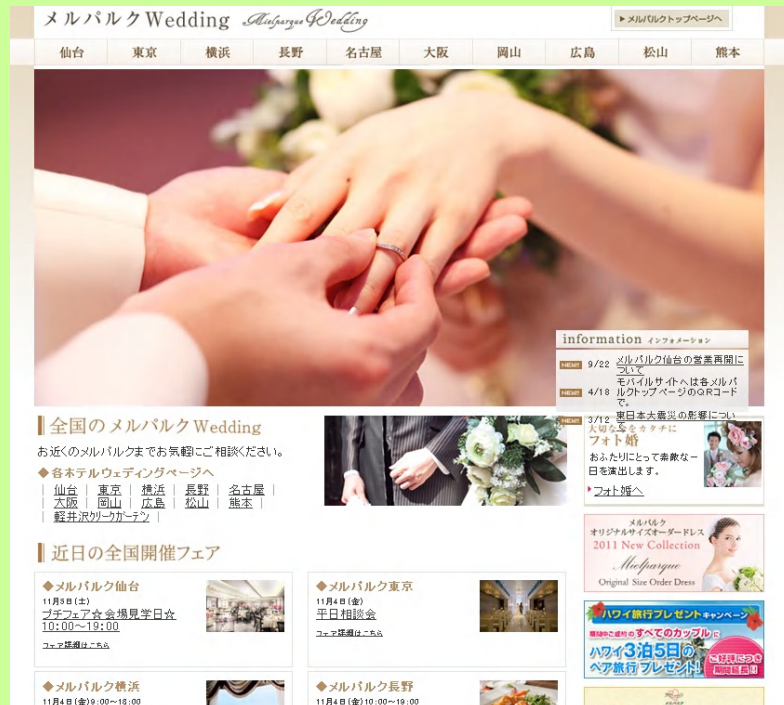 メルパルクWedding Mielparque Wedding
メルパルクトップページへ
仙台 東京 横浜 長野 名古屋 大阪 岡山 広島 松山 熊本
information インフォメーション
NEW! 9/22 メルパルク仙台の営業再開に
ついて
NEW! 4/18 モバイルサイトへは各メルパ
ルクトップページのQRコード
で。
NEW! 3/12 東日本大震災の影響につい
て
全国のメルパルクWedding
お近くのメルパルクまでお気軽にご相談ください。
◆各ホテルウェディングページへ
| 仙台 | 東京 | 横浜 | 長野 | 名古屋 |
| 大阪 | 岡山 | 広島 | 松山 | 熊本 |
| 軽井沢クリークガーデン |
大切な をカタチに
フォト婚
おふたりにとって素敵な一
日を演出します。
フォト婚へ
メルパルク
オリジナルサイズオーダードレス
2011 New Collection
Mielparque
Original Size Order Dress
近日の全国開催フェア
◆メルパルク仙台
11月5日(土)
プチフェア☆会場見学日☆
10:00～19:00
フェア詳細はこちら
◆メルパルク東京
11月4日(金)
平日相談会
フェア詳細はこちら
ハワイ旅行プレゼントキャンペーン
期間中ご成約のすべてのカップルに
ハワイ3泊5日の
ペア旅行プレゼント!
ご好評につき
期間延長!!
◆メルパルク横浜
11月4日(金)9:00～18:00
◆メルパルク長野
11月4日(金)10:00～19:00